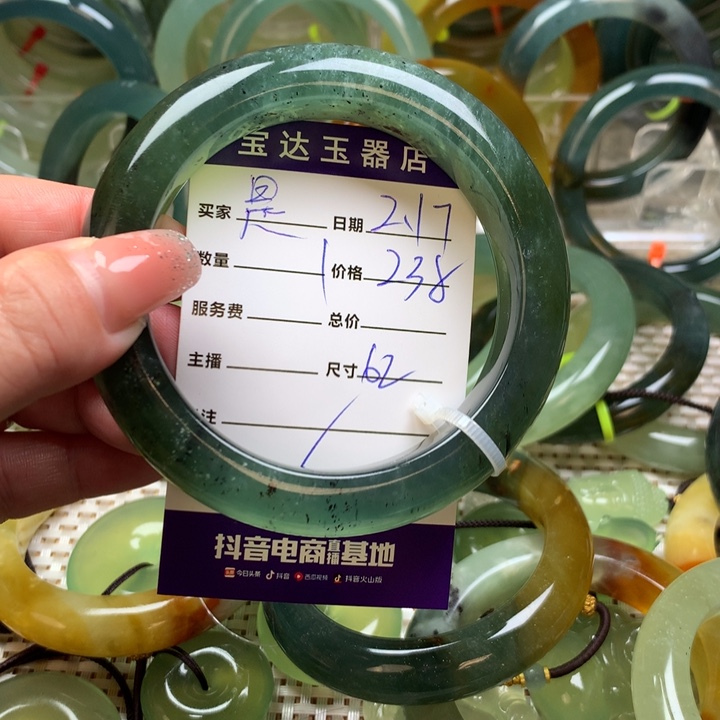 宝达玉器店
买家 是 日期 2.17
数量 1 价格 238
服务费 总价
主播 尺寸 62
注 /
抖音电商直播基地
今日头条 抖音 西瓜视频 抖音火山版